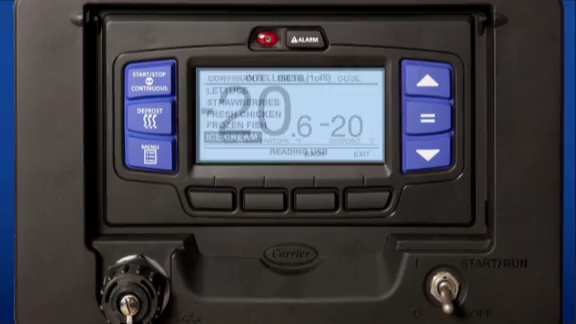 ALARM
START/STOP
CONTINUOUS
DEFROST
MENU
LETTUCE
STRAWBERRIES
FRESH CHICKEN
FROZEN FISH
ICE CREAM
.6 -20
READING USB
EXIT
Carrier
I START/RUN
O OFF